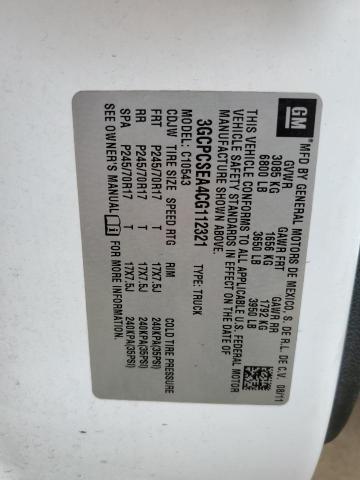 GM
MFD BY GENERAL MOTORS DE MEXICO, S. DE R.L. DE C.V. 08/11
GVWR GAWR FRT GAWR RR
3085 KG 1656 KG 1792 KG
6800 LB 3650 LB 3950 LB
THIS VEHICLE CONFORMS TO ALL APPLICABLE U.S. FEDERAL MOTOR
VEHICLE SAFETY STANDARDS IN EFFECT ON THE DATE OF
MANUFACTURE SHOWN ABOVE.
3GCPCSEA4CG112321 TYPE: TRUCK
MODEL: C10543
CDJW TIRE SIZE SPEED RTG RIM COLD TIRE PRESSURE
FRT P245/70R17 T 17X7.5J 240KPA(35PSI)
RR P245/70R17 T 17X7.5J 240KPA(35PSI)
SPA P245/70R17 T 17X7.5J 240KPA(35PSI)
SEE OWNER'S MANUAL